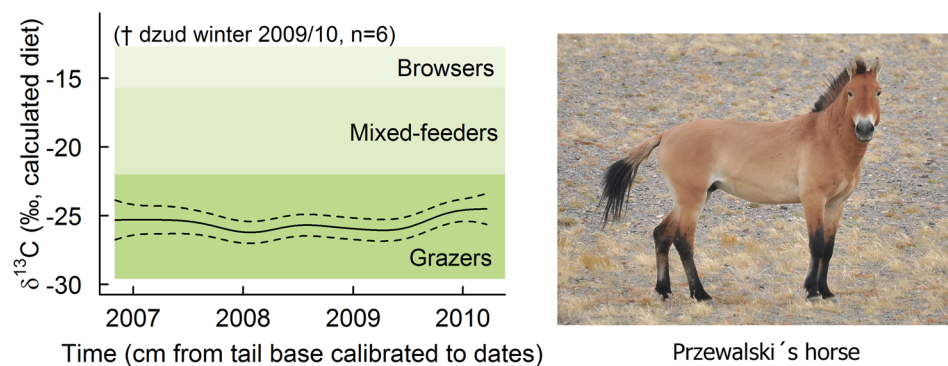 († dzud winter 2009/10, n=6)
Browsers
Mixed-feeders
Grazers
δ¹³C (‰, calculated diet)
-15
-20
-25
-30
2007 2008 2009 2010
Time (cm from tail base calibrated to dates)
Przewalski´s horse